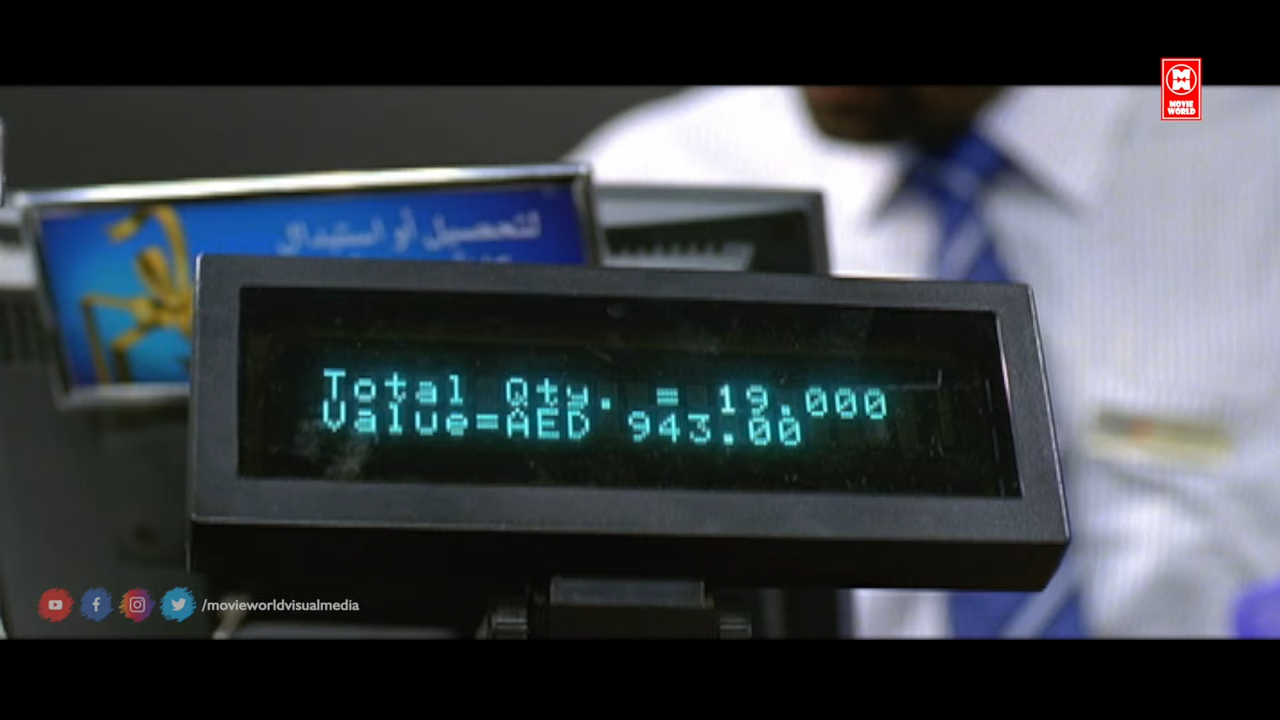 MOVIE
WORLD
لتحصيل أو استبدال
Total Qty. = 19.000
Value=AED 943.00
/movieworldvisualmedia